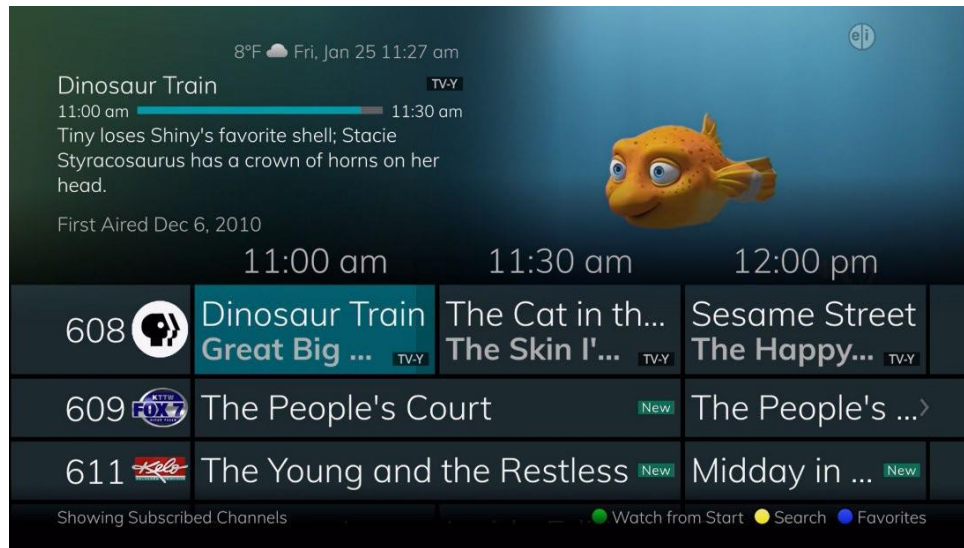 8°F Fri, Jan 25 11:27 am
Dinosaur Train TV-Y
11:00 am 11:30 am
Tiny loses Shiny's favorite shell; Stacie
Styracosaurus has a crown of horns on her
head.
First Aired Dec 6, 2010
e i
11:00 am 11:30 am 12:00 pm
608 Dinosaur Train The Cat in th... Sesame Street
Great Big ... TV-Y The Skin I'... TV-Y The Happy... TV-Y
609 KTTW FOX 7 The People's Court New The People's ...
611 Kelo The Young and the Restless New Midday in ... New
Showing Subscribed Channels Watch from Start Search Favorites